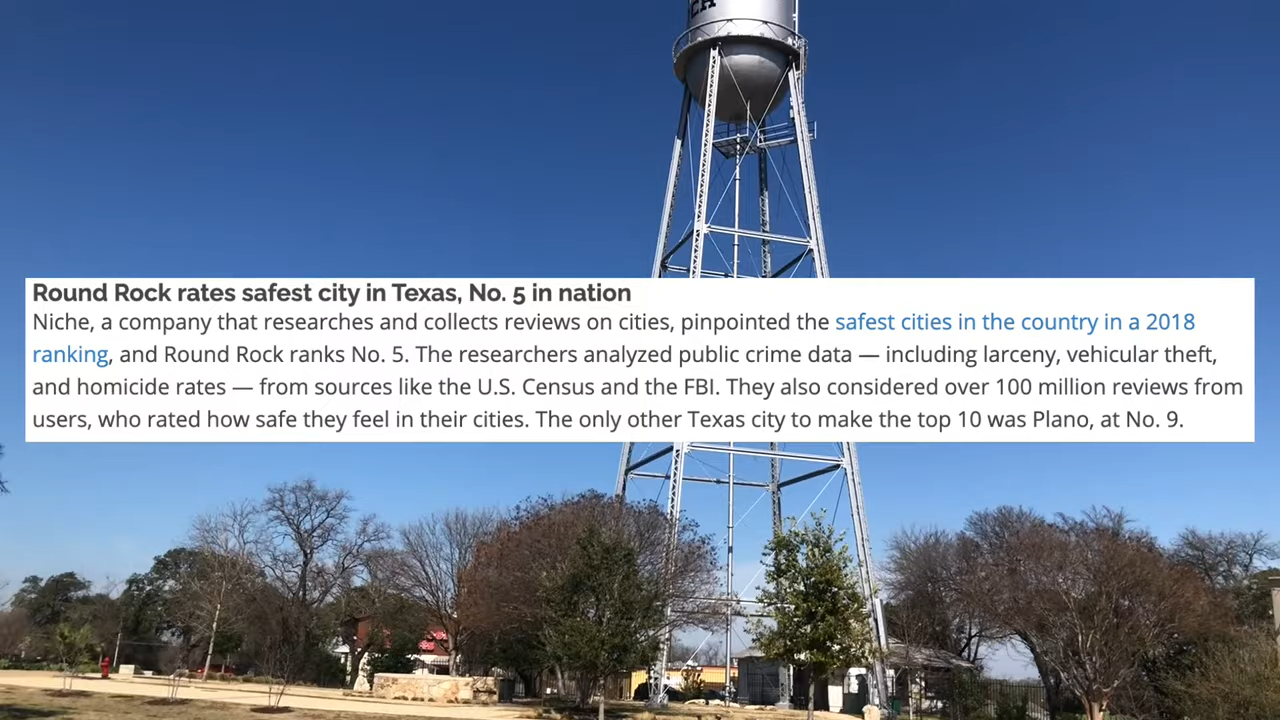 Round Rock rates safest city in Texas, No. 5 in nation
Niche, a company that researches and collects reviews on cities, pinpointed the safest cities in the country in a 2018
ranking, and Round Rock ranks No. 5. The researchers analyzed public crime data — including larceny, vehicular theft,
and homicide rates — from sources like the U.S. Census and the FBI. They also considered over 100 million reviews from
users, who rated how safe they feel in their cities. The only other Texas city to make the top 10 was Plano, at No. 9.